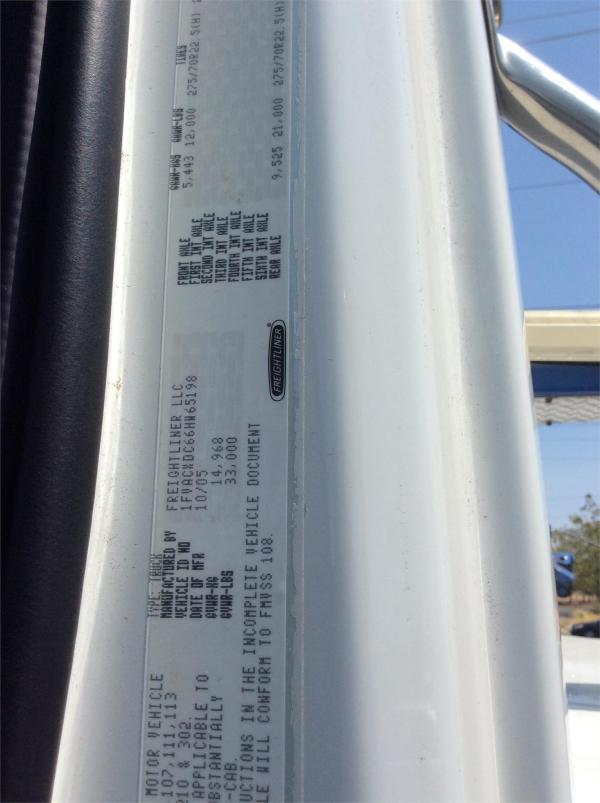 MOTOR VEHICLE
107,111,113
210 & 302.
APPLICABLE TO
BSTANTIALLY
-CAB.
UCTIONS IN THE INCOMPLETE VEHICLE DOCUMENT
LE WILL CONFORM TO FMVSS 108.
TYPE: TRUCK
MANUFACTURED BY FREIGHTLINER LLC
VEHICLE ID NO 1FVACXDC66HW65198
DATE OF MFR 10/05
GVWR-KG 14,968
GVWR-LBS 33,000
FREIGHTLINER
GAWR-KGS GAWR-LBS TIRES
FRONT AXLE 5,443 12,000 275/70R22.5(H)
FIRST INT AXLE
SECOND INT AXLE
THIRD INT AXLE
FOURTH INT AXLE
FIFTH INT AXLE
SIXTH INT AXLE
REAR AXLE 9,525 21,000 275/70R22.5(H)